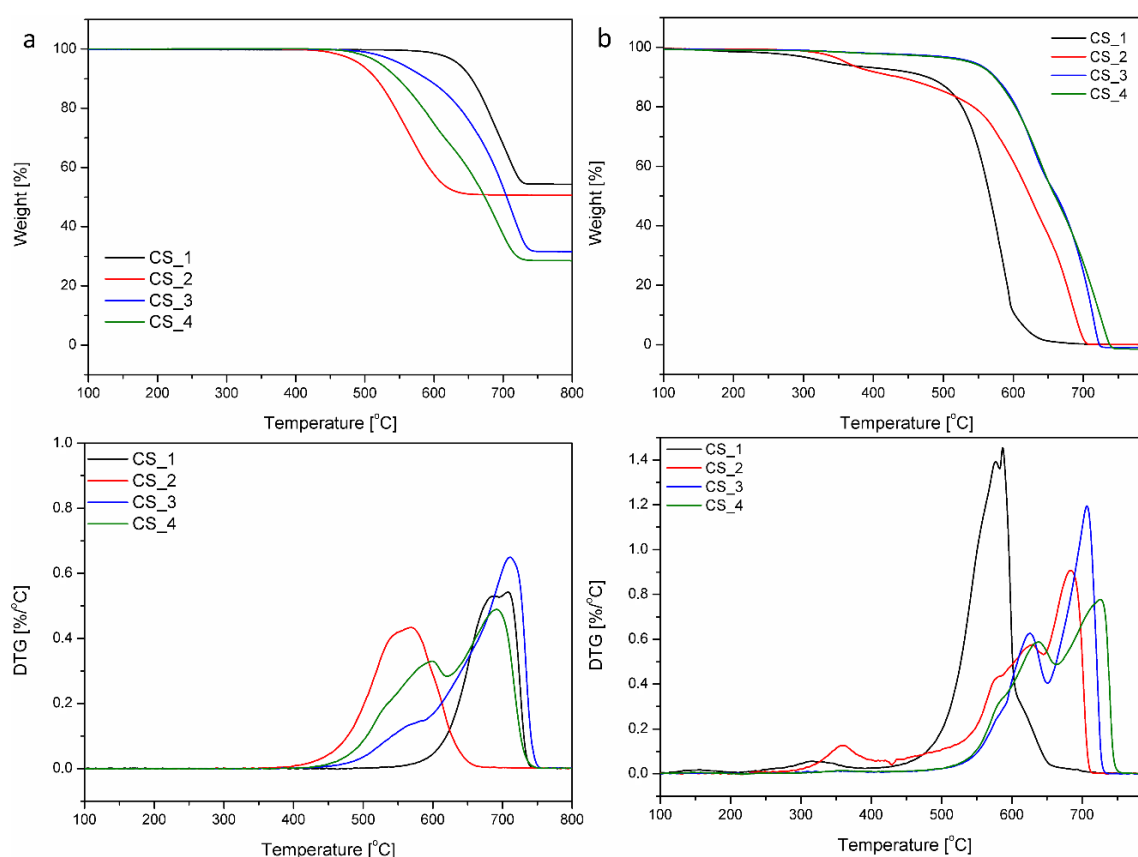 a
100
80
60
40
20
0
Weight [%]
CS_1
CS_2
CS_3
CS_4
100 200 300 400 500 600 700 800
Temperature [°C]
b
100
80
60
40
20
0
Weight [%]
CS_1
CS_2
CS_3
CS_4
100 200 300 400 500 600 700
Temperature [°C]
1.0
0.8
0.6
0.4
0.2
0.0
DTG [%/°C]
CS_1
CS_2
CS_3
CS_4
100 200 300 400 500 600 700 800
Temperature [°C]
1.4
1.2
1.0
0.8
0.6
0.4
0.2
0.0
DTG [%/°C]
CS_1
CS_2
CS_3
CS_4
100 200 300 400 500 600 700
Temperature [°C]